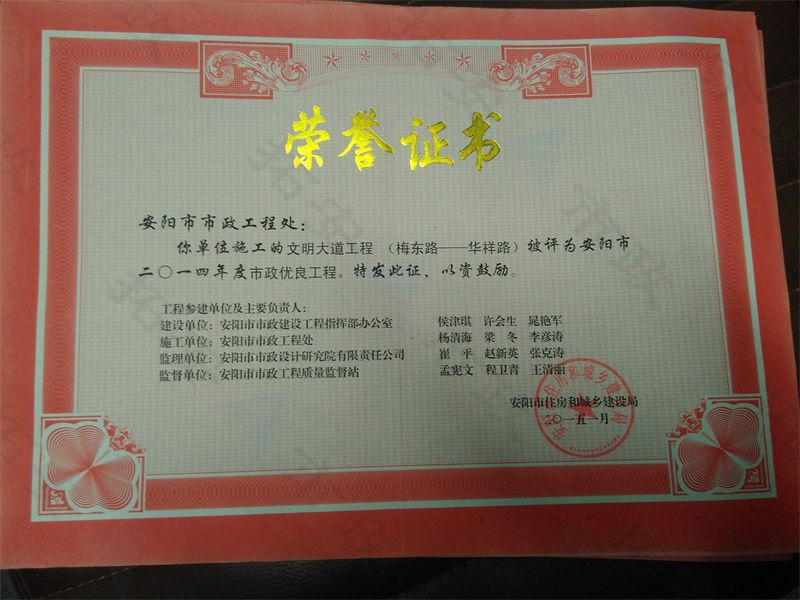 荣誉证书
安阳市市政工程处：
你单位施工的文明大道工程 （梅东路——华祥路）被评为安阳市
二〇一四年度市政优良工程。特发此证，以资鼓励。
工程参建单位及主要负责人：
建设单位：安阳市市政建设工程指挥部办公室 侯津琪 许会生 晁艳军
施工单位：安阳市市政工程处 杨清海 梁 冬 李彦涛
监理单位：安阳市市政设计研究院有限责任公司 崔 平 赵新英 张克涛
监督单位：安阳市市政工程质量监督站 孟宪文 程卫青 王清丽
安阳市住房和城乡建设局
二〇一五一月